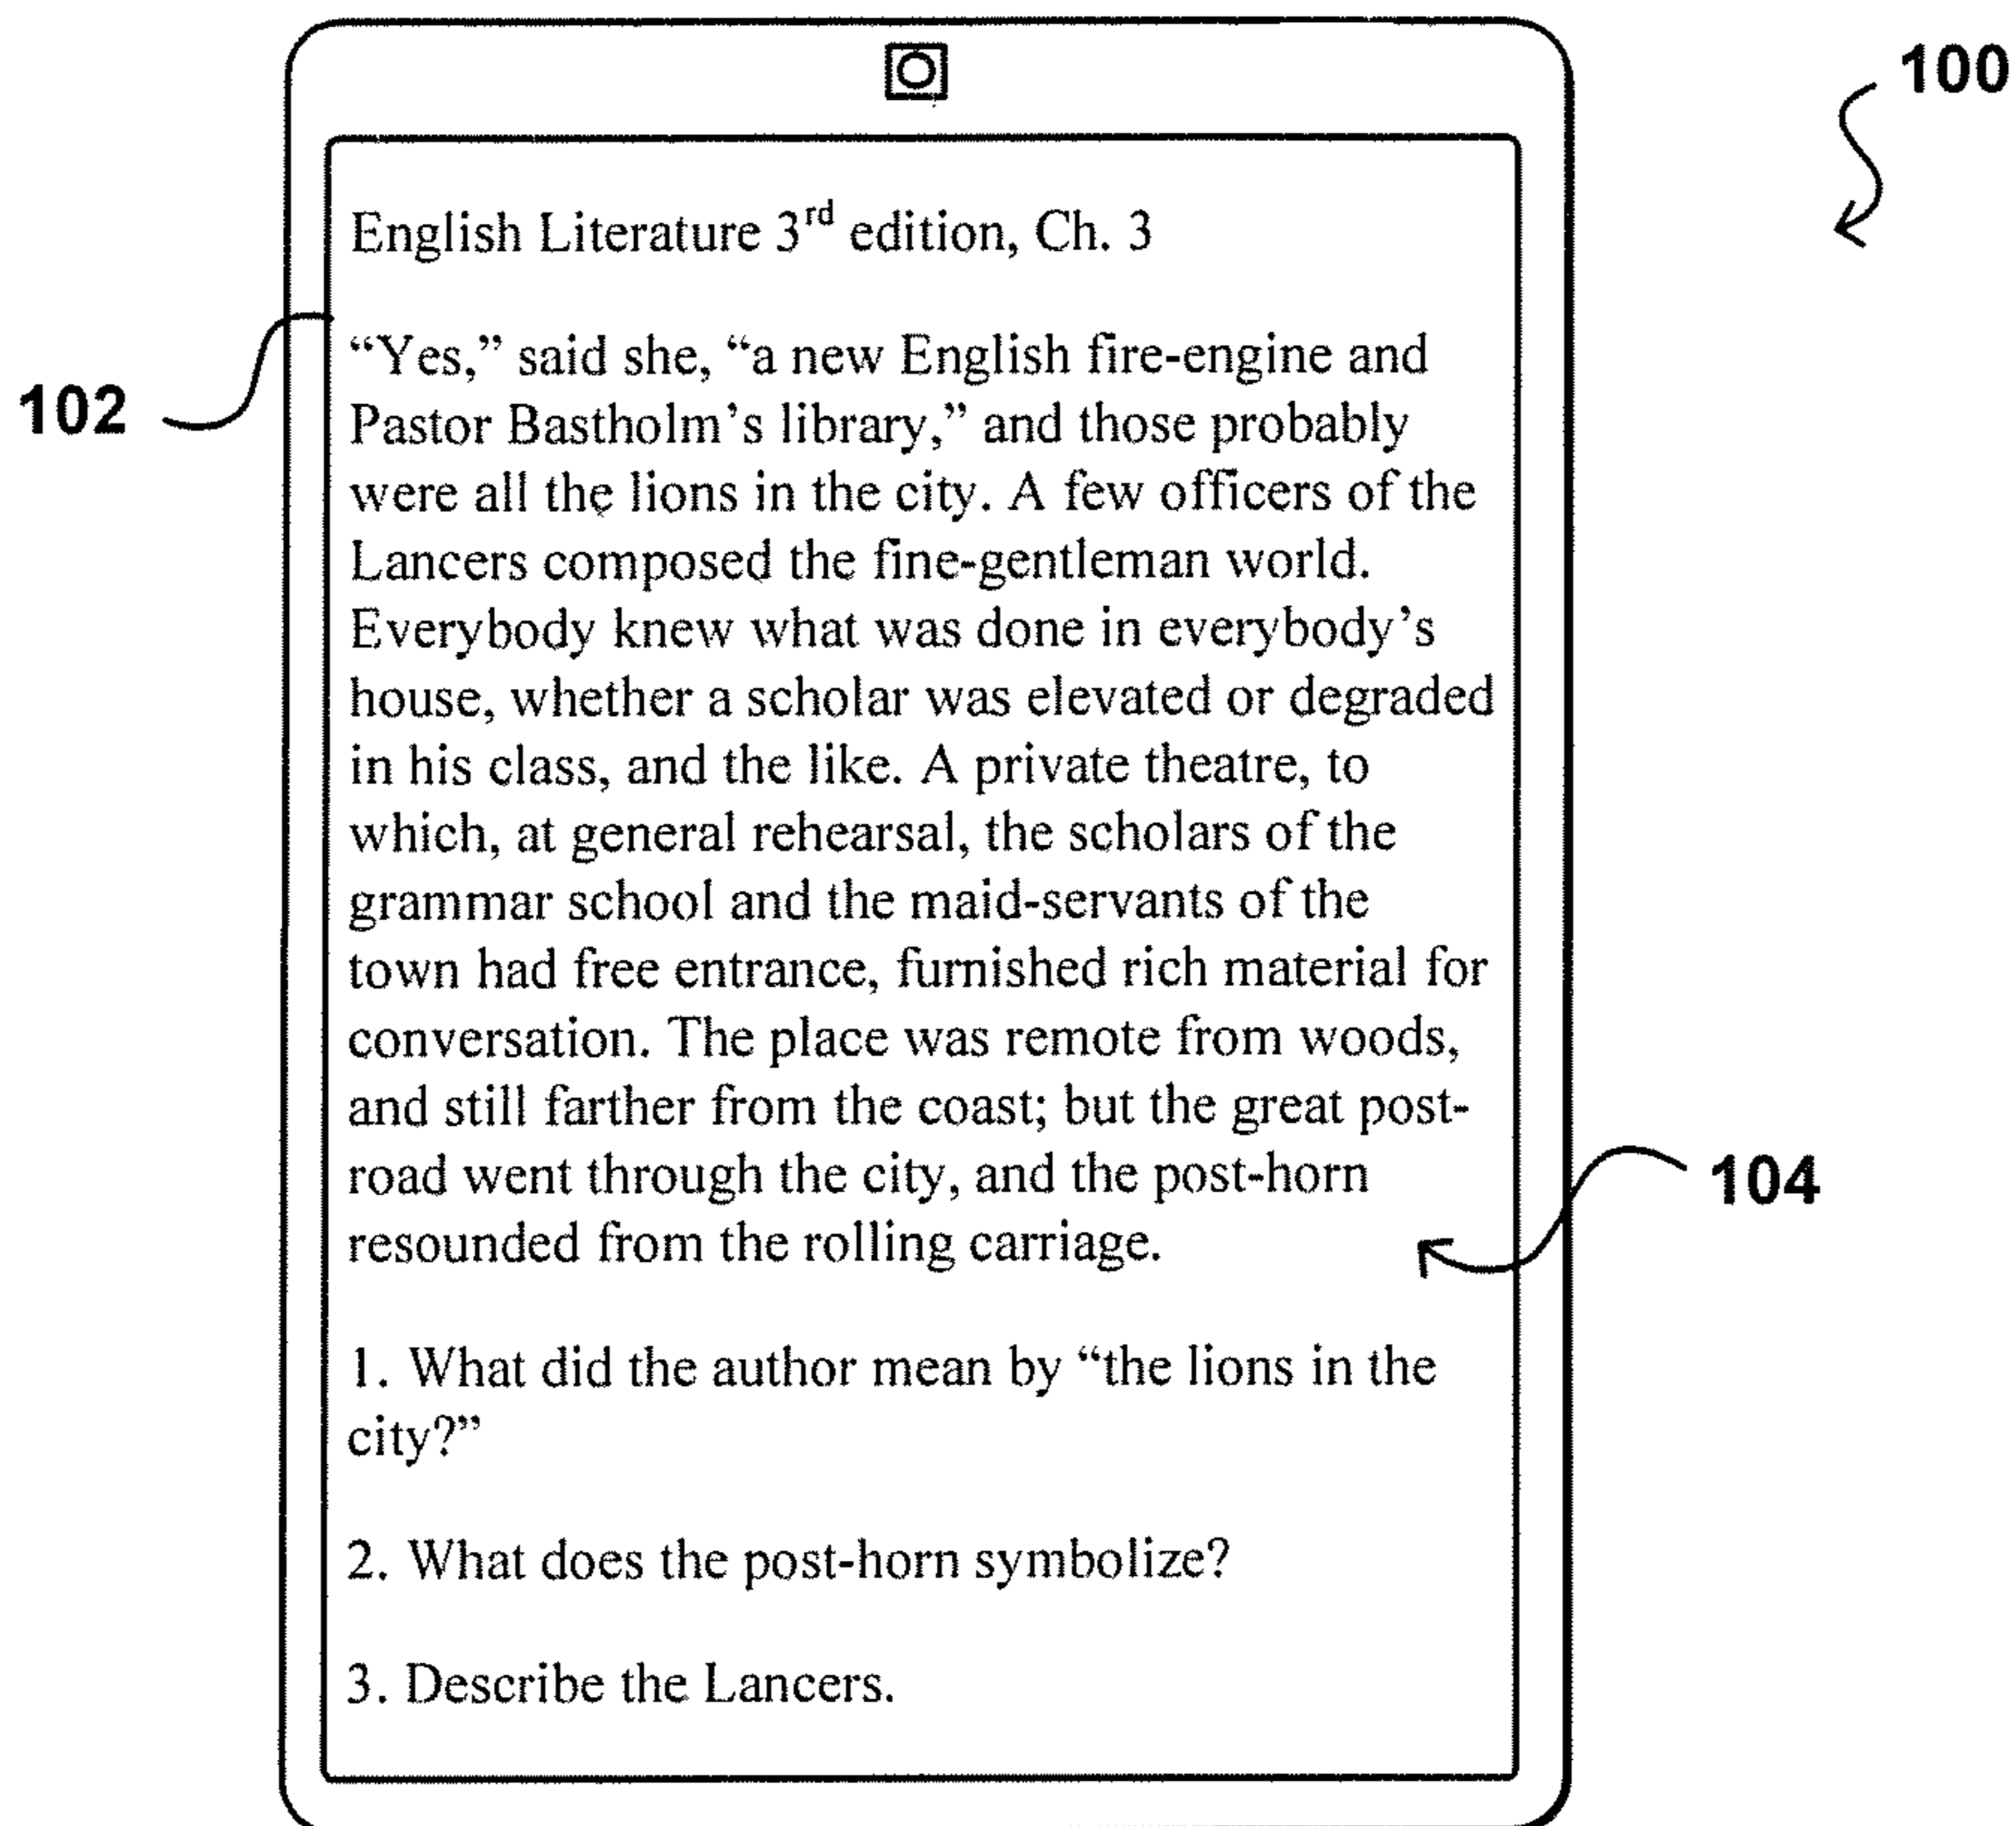 100
English Literature 3rd edition, Ch. 3
102
“Yes,” said she, “a new English fire-engine and
Pastor Bastholm’s library,” and those probably
were all the lions in the city. A few officers of the
Lancers composed the fine-gentleman world.
Everybody knew what was done in everybody’s
house, whether a scholar was elevated or degraded
in his class, and the like. A private theatre, to
which, at general rehearsal, the scholars of the
grammar school and the maid-servants of the
town had free entrance, furnished rich material for
conversation. The place was remote from woods,
and still farther from the coast; but the great post-
road went through the city, and the post-horn
104
resounded from the rolling carriage.
1. What did the author mean by “the lions in the
city?”
2. What does the post-horn symbolize?
3. Describe the Lancers.